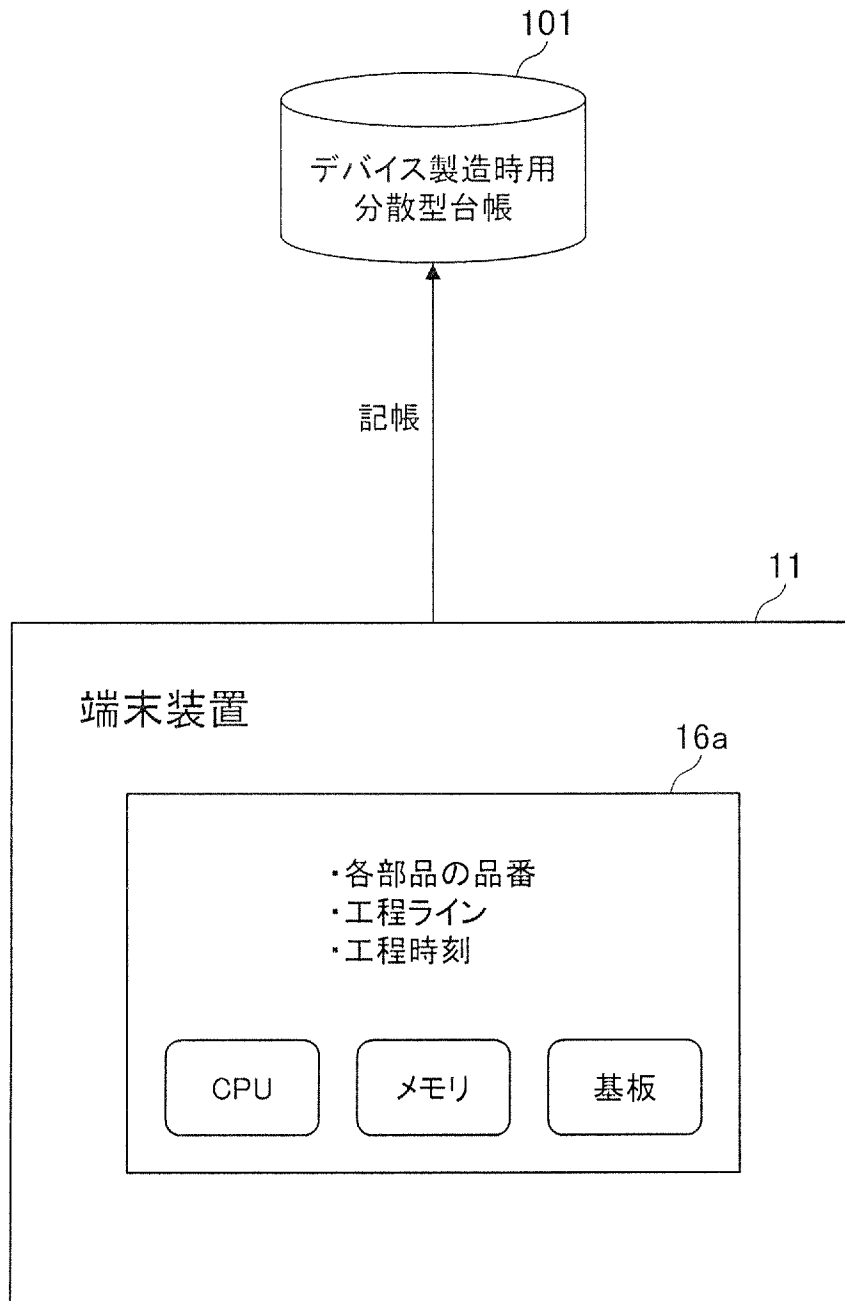 101
デバイス製造時用
分散型台帳
記帳
11
端末装置
16a
・各部品の品番
・工程ライン
・工程時刻
CPU
メモリ
基板